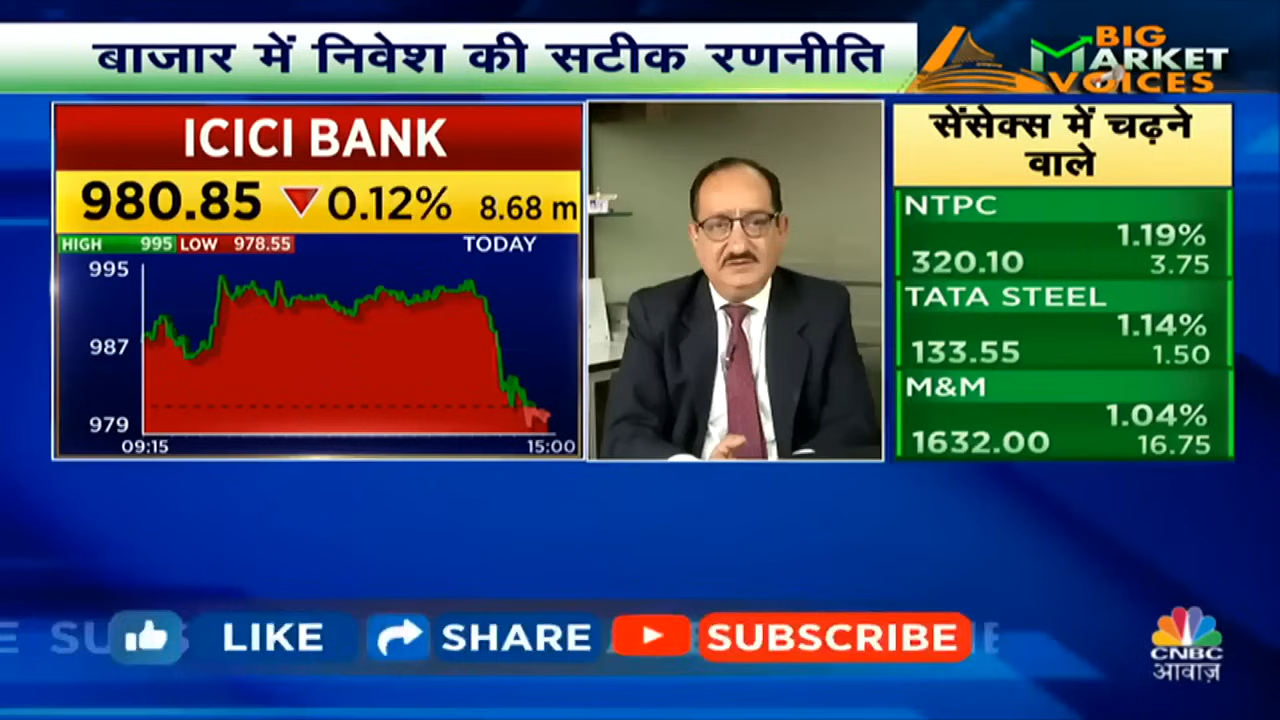 बाजार में निवेश की सटीक रणनीति
BIG
MARKET
VOICES
ICICI BANK
980.85 0.12% 8.68 m
HIGH 995 LOW 978.55 TODAY
995
987
979
09:15 15:00
सेंसेक्स में चढ़ने
वाले
NTPC
1.19%
320.10 3.75
TATA STEEL
1.14%
133.55 1.50
M&M
1.04%
1632.00 16.75
LIKE SHARE SUBSCRIBE
CNBC
आवाज़